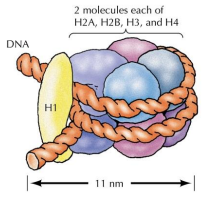 2 molecules each of
H2A, H2B, H3, and H4
DNA
H1
11 nm